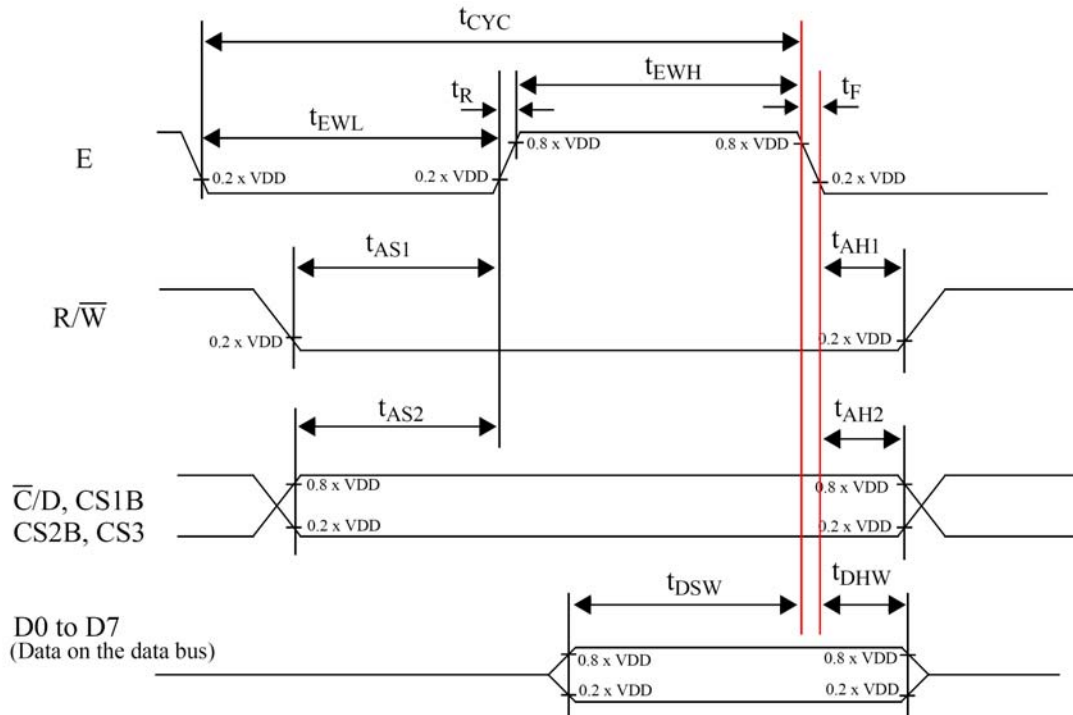 tCYC
tEWH
tR
tF
tEWL
E
0.8 x VDD
0.8 x VDD
0.2 x VDD
0.2 x VDD
0.2 x VDD
tAS1
tAH1
R/W̅
0.2 x VDD
0.2 x VDD
tAS2
tAH2
C̅/D, CS1B
CS2B, CS3
0.8 x VDD
0.8 x VDD
0.2 x VDD
0.2 x VDD
tDSW
tDHW
D0 to D7
(Data on the data bus)
0.8 x VDD
0.8 x VDD
0.2 x VDD
0.2 x VDD